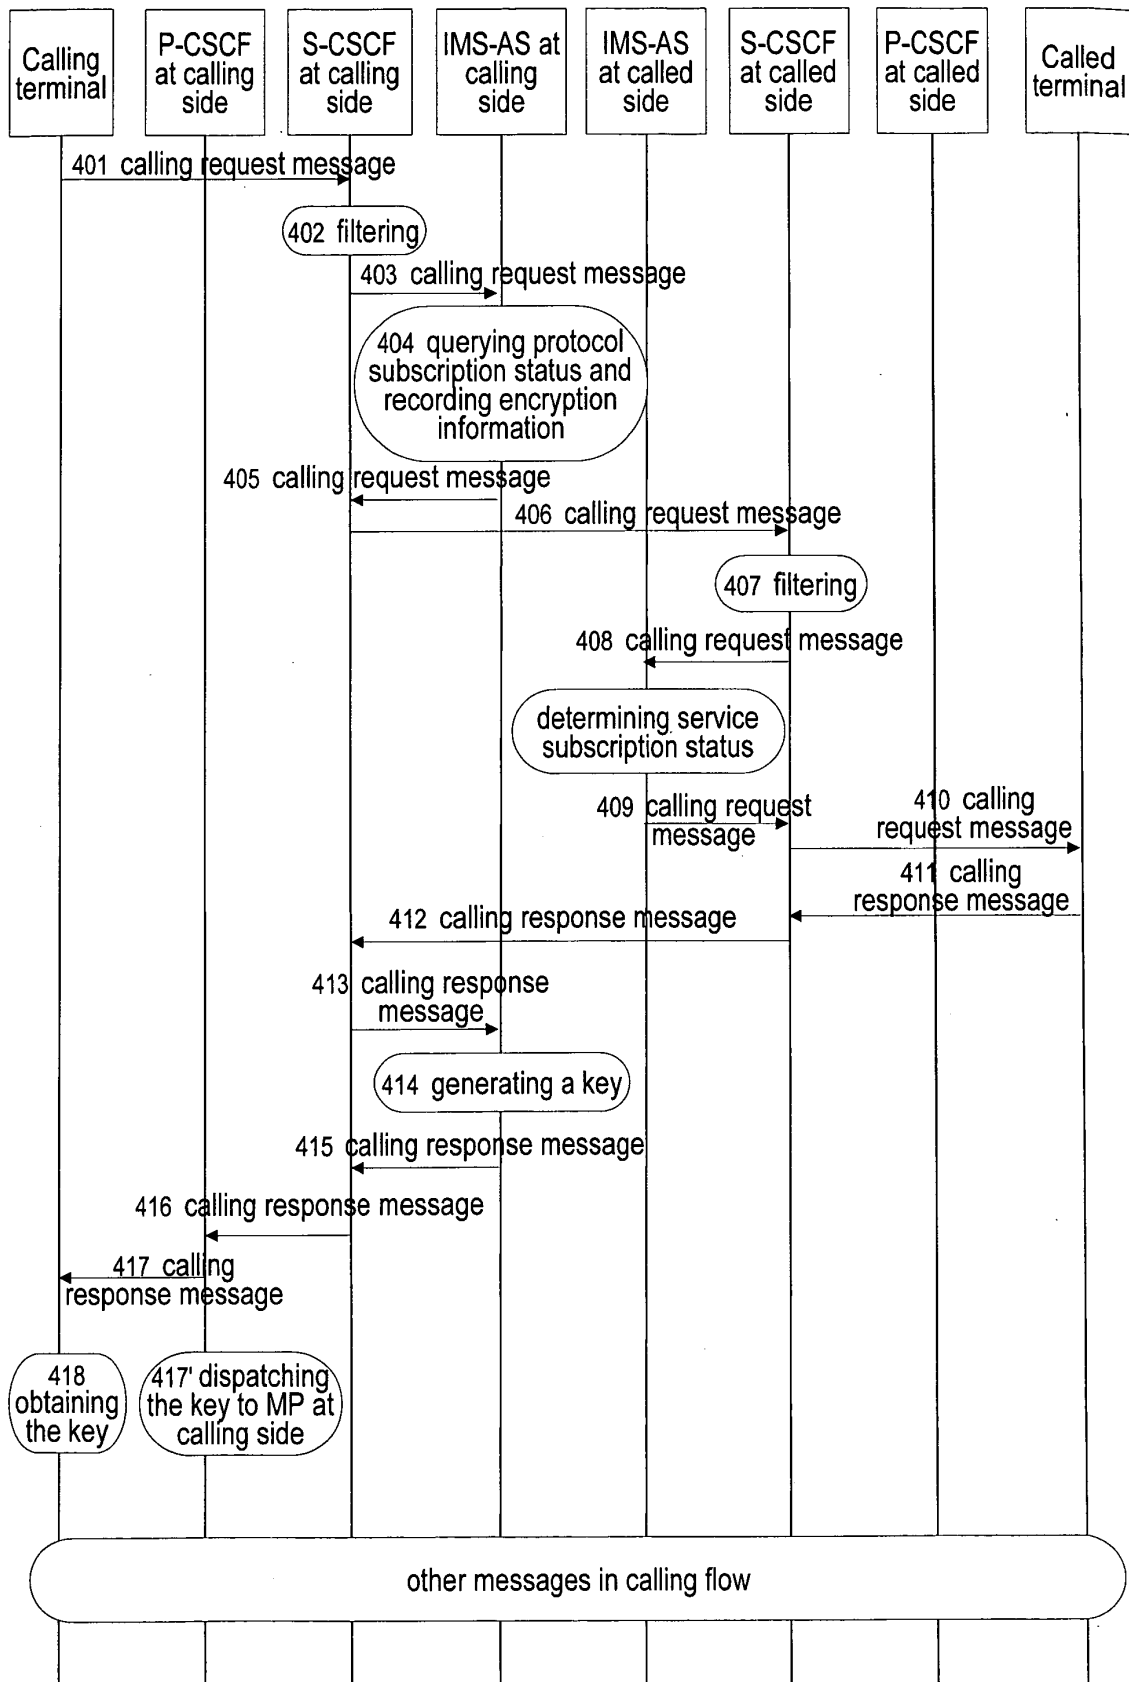 Calling
terminal
P-CSCF
at calling
side
S-CSCF
at calling
side
IMS-AS at
calling
side
IMS-AS
at called
side
S-CSCF
at called
side
P-CSCF
at called
side
Called
terminal
401 calling request message
402 filtering
403 calling request message
404 querying protocol
subscription status and
recording encryption
information
405 calling request message
406 calling request message
407 filtering
408 calling request message
determining service
subscription status
409 calling request
message
410 calling
request message
411 calling
response message
412 calling response message
413 calling response
message
414 generating a key
415 calling response message
416 calling response message
417 calling
response message
418
obtaining
the key
417' dispatching
the key to MP at
calling side
other messages in calling flow